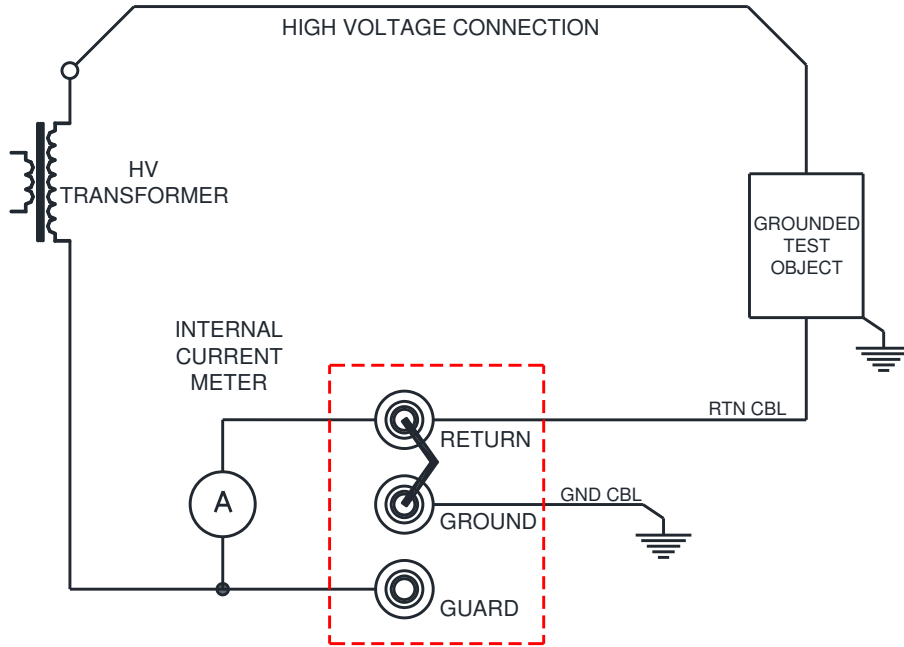 HIGH VOLTAGE CONNECTION
HV
TRANSFORMER
GROUNDED
TEST
OBJECT
INTERNAL
CURRENT
METER
A
RTN CBL
RETURN
GND CBL
GROUND
GUARD